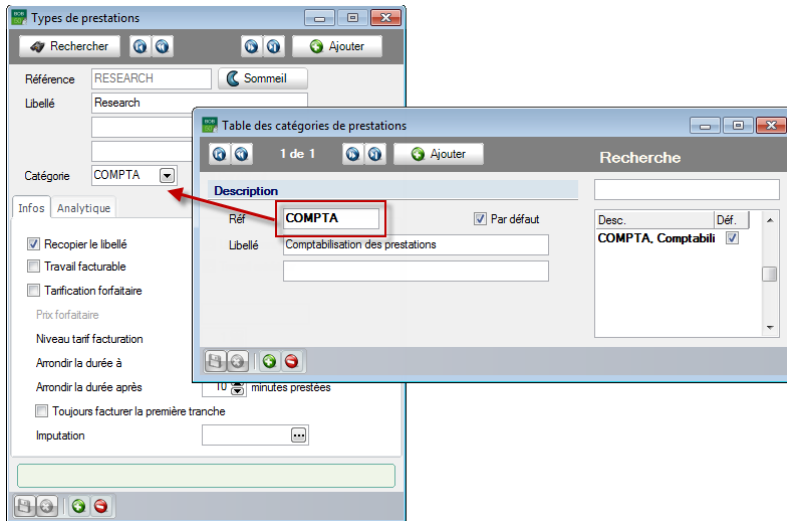 Types de prestations
Rechercher
Ajouter
Référence RESEARCH Sommeil
Libellé Research
Catégorie COMPTA
Infos Analytique
Recopier le libellé
Travail facturable
Tarification forfaitaire
Prix forfaitaire
Niveau tarif facturation
Arrondir la durée à
Arrondir la durée après 10 minutes prestées
Toujours facturer la première tranche
Imputation ...
Table des catégories de prestations
1 de 1 Ajouter
Recherche
Description
Réf COMPTA Par défaut
Libellé Comptabilisation des prestations
Desc. Déf.
COMPTA, Comptabili